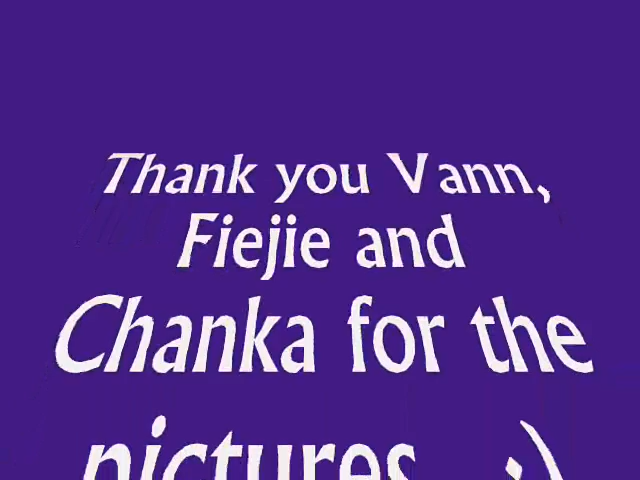 Thank you Vann,
Fiejie and
Chanka for the
pictures. :)